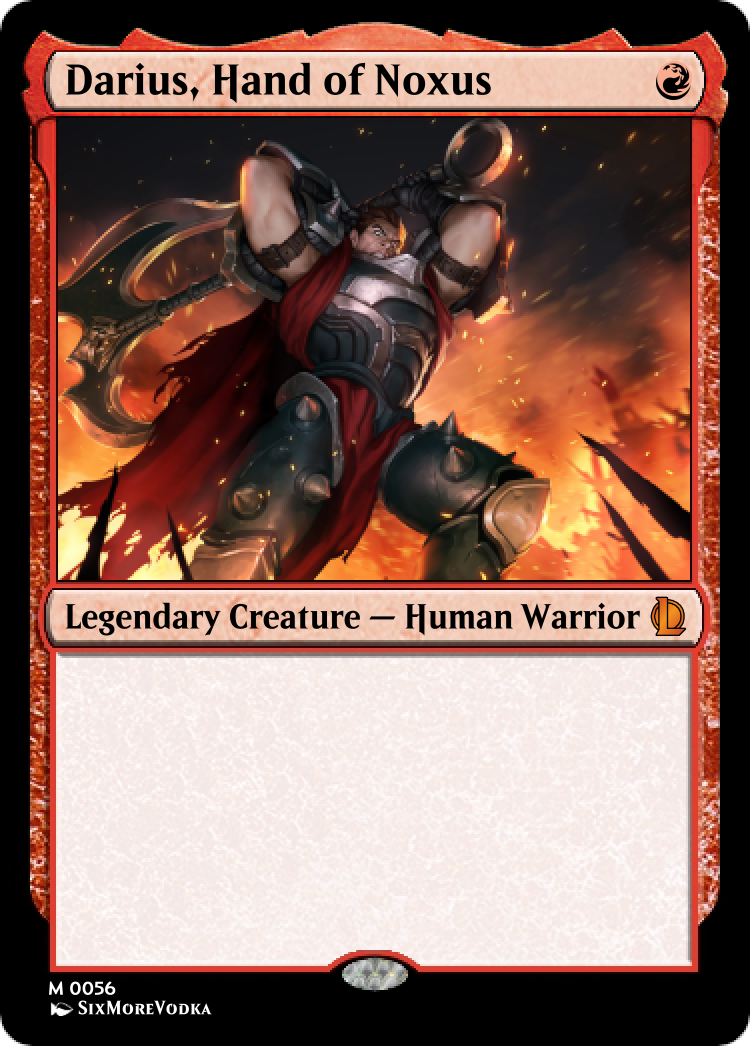 Darius, Hand of Noxus
Legendary Creature — Human Warrior
M 0056
SixMoreVodka